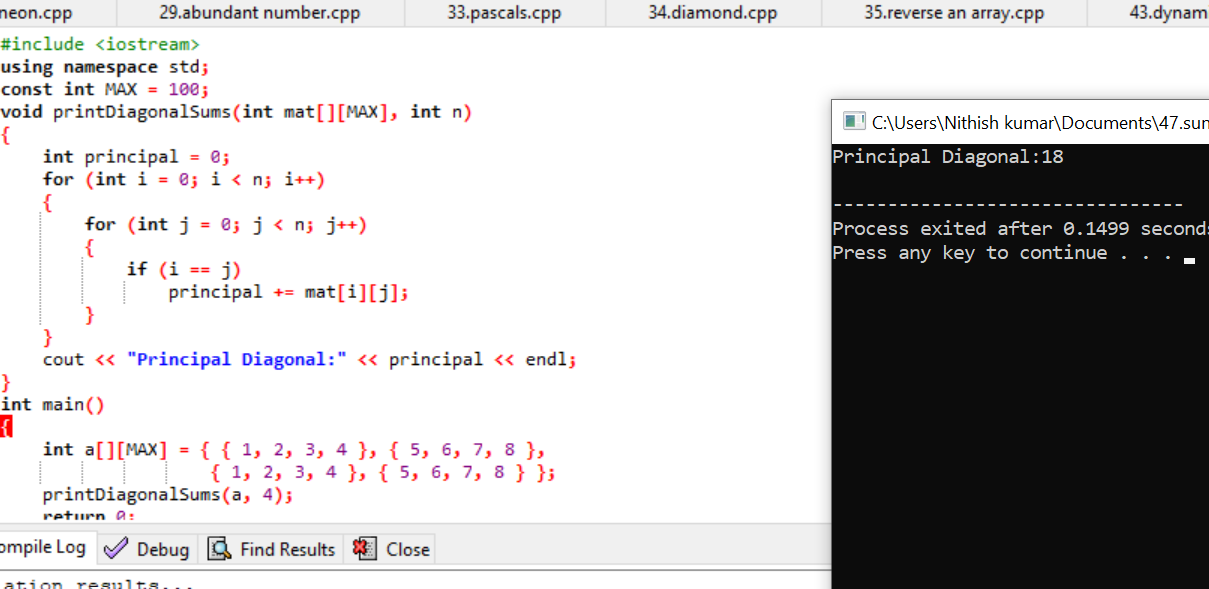 neon.cpp 29.abundant number.cpp 33.pascals.cpp 34.diamond.cpp 35.reverse an array.cpp 43.dynam
#include <iostream>
using namespace std;
const int MAX = 100;
void printDiagonalSums(int mat[][MAX], int n)
{
int principal = 0;
for (int i = 0; i < n; i++)
{
for (int j = 0; j < n; j++)
{
if (i == j)
principal += mat[i][j];
}
}
cout << "Principal Diagonal:" << principal << endl;
}
int main()
{
int a[][MAX] = { { 1, 2, 3, 4 }, { 5, 6, 7, 8 },
{ 1, 2, 3, 4 }, { 5, 6, 7, 8 } };
printDiagonalSums(a, 4);
return 0;
ompile Log Debug Find Results Close
ation results...
C:\Users\Nithish kumar\Documents\47.sun
Principal Diagonal:18
--------------------------------
Process exited after 0.1499 seconds
Press any key to continue . . .